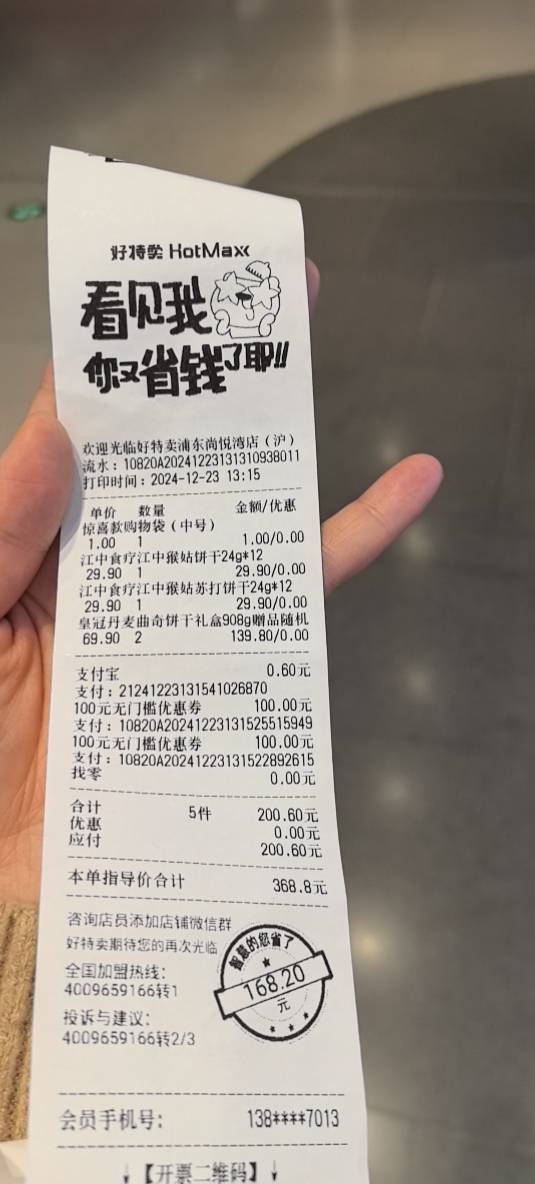 好特卖 HotMaxx
看见我
你又省钱了耶!!
欢迎光临好特卖浦东尚悦湾店（沪）
流水：10820A20241223131310938011
打印时间：2024-12-23 13:15
单价 数量 金额/优惠
惊喜款购物袋（中号）
1.00 1 1.00/0.00
江中食疗江中猴姑饼干24g*12
29.90 1 29.90/0.00
江中食疗江中猴姑苏打饼干24g*12
29.90 1 29.90/0.00
皇冠丹麦曲奇饼干礼盒908g赠品随机
69.90 2 139.80/0.00
支付宝 0.60元
支付：21241223131541026870
100元无门槛优惠券 100.00元
支付：10820A20241223131525515949
100元无门槛优惠券 100.00元
支付：10820A20241223131522892615
找零 0.00元
合计 5件 200.60元
优惠 0.00元
应付 200.60元
本单指导价合计 368.8元
咨询店员添加店铺微信群
好特卖期待您的再次光临
全国加盟热线：
4009659166转1
投诉与建议：
4009659166转2/3
智慧的您省了
168.20
元
会员手机号： 138****7013
↓【开票二维码】↓